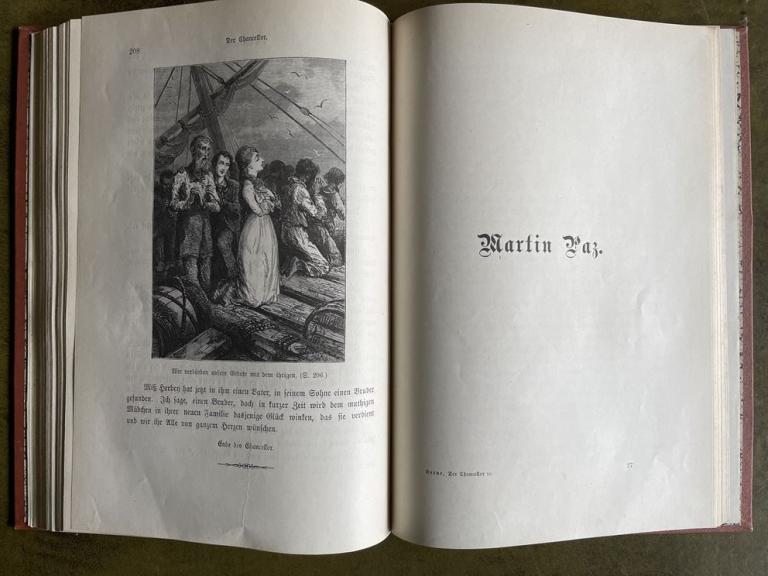 208
Der Chancellor.
Wir verbinden unsere Gebete mit dem ihrigen. (S. 206.)
Miß Herbey hat jetzt in ihm einen Vater, in seinem Sohne einen Bruder
gefunden. Ich sage, einen Bruder, doch in kurzer Zeit wird dem muthigen
Mädchen in ihrer neuen Familie dasjenige Glück winken, das sie verdient
und wir ihr Alle von ganzem Herzen wünschen.
Ende des Chancellor.
Martin Paz.
Verne, Der Chancellor ꝛc.
27